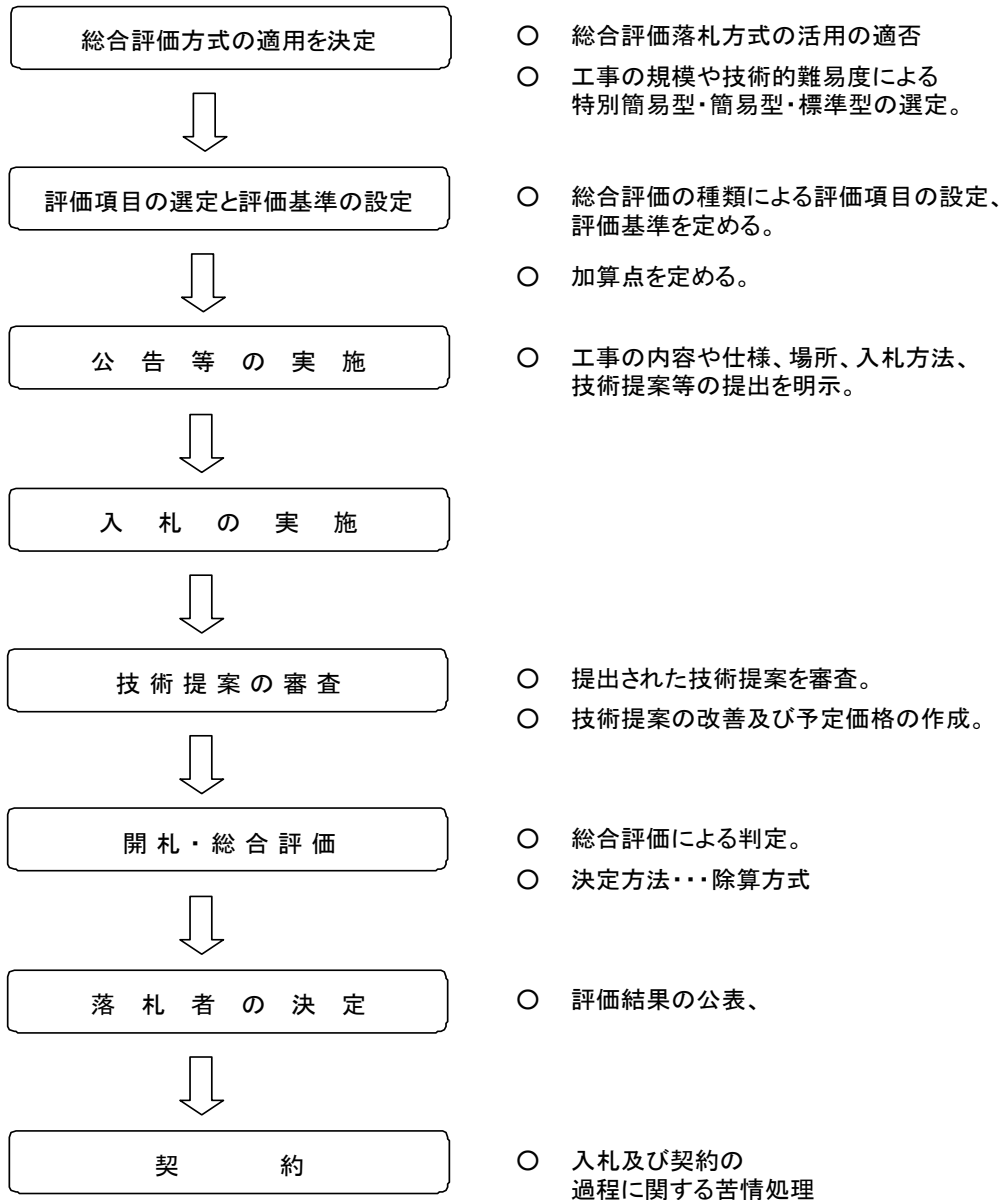 総合評価方式の適用を決定
○ 総合評価落札方式の活用の適否
○ 工事の規模や技術的難易度による
特別簡易型・簡易型・標準型の選定。
評価項目の選定と評価基準の設定
○ 総合評価の種類による評価項目の設定、
評価基準を定める。
○ 加算点を定める。
公告等の実施
○ 工事の内容や仕様、場所、入札方法、
技術提案等の提出を明示。
入札の実施
技術提案の審査
○ 提出された技術提案を審査。
○ 技術提案の改善及び予定価格の作成。
開札・総合評価
○ 総合評価による判定。
○ 決定方法・・・除算方式
落札者の決定
○ 評価結果の公表、
契約
○ 入札及び契約の
過程に関する苦情処理